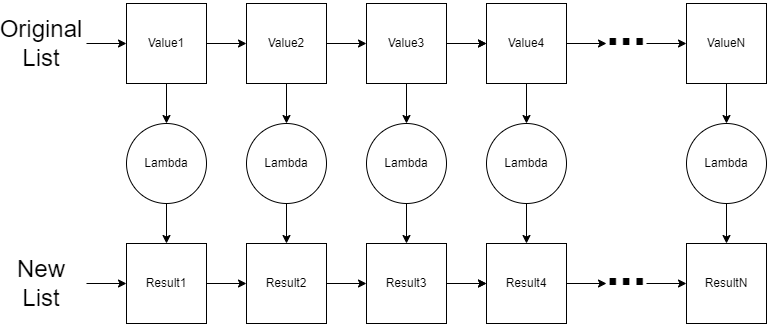 Original
List
Value1
Value2
Value3
Value4
...
ValueN
Lambda
Lambda
Lambda
Lambda
Lambda
New
List
Result1
Result2
Result3
Result4
...
ResultN